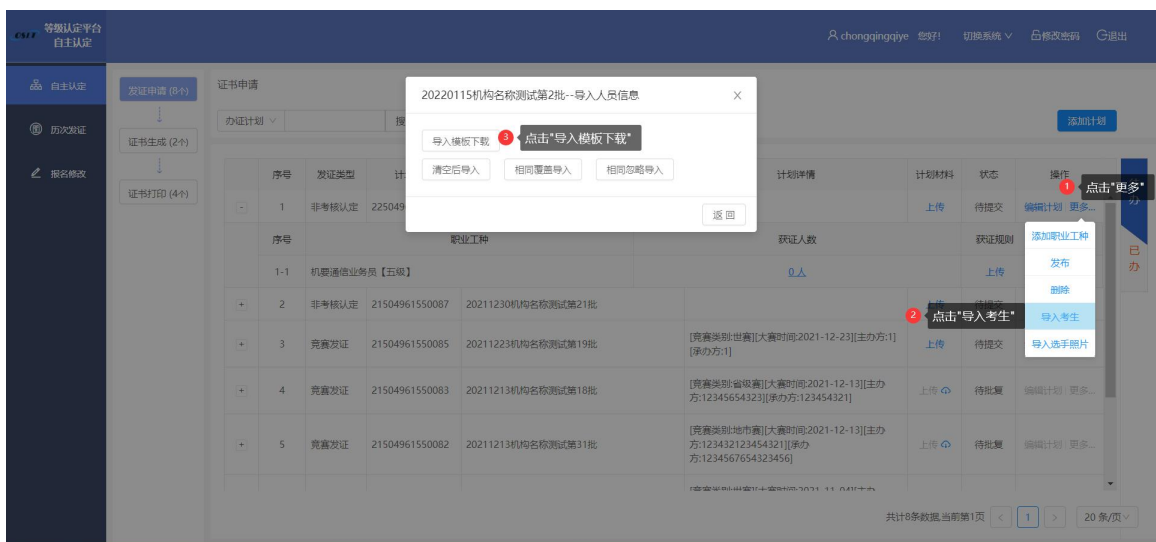 OSTA 等级认定平台
自主认定
chongqingqiye 您好! 切换系统 修改密码 退出
自主认定
历次发证
报名修改
发证申请 (8个)
证书生成 (2个)
证书打印 (4个)
证书申请
办证计划
添加计划
20220115机构名称测试第2批--导入人员信息
导入模板下载 3 点击"导入模板下载"
清空后导入 相同覆盖导入 相同忽略导入
返 回
序号 发证类型 计划详情 计划材料 状态 操作
1 点击"更多"
- 1 非考核认定 225049 上传 待提交 编辑计划 更多...
序号 职业工种 获证人数 获证规则
1-1 机要通信业务员【五级】 0人 上传
添加职业工种
发布
删除
导入考生
导入选手照片
2 点击"导入考生"
已办
+ 2 非考核认定 21504961550087 20211230机构名称测试第21批 上传 待提交
+ 3 竞赛发证 21504961550085 20211223机构名称测试第19批 [竞赛类别:世赛][大赛时间:2021-12-23][主办方:1]
[承办方:1] 上传 待提交
+ 4 竞赛发证 21504961550083 20211213机构名称测试第18批 [竞赛类别:省级赛][大赛时间:2021-12-13][主办
方:12345654323][承办方:123454321] 上传 待批复 编辑计划 更多...
+ 5 竞赛发证 21504961550082 20211213机构名称测试第31批 [竞赛类别:地市赛][大赛时间:2021-12-13][主办
方:123432123454321][承办
方:1234567654323456] 上传 待批复 编辑计划 更多...
共计8条数据,当前第1页 < 1 > 20 条/页